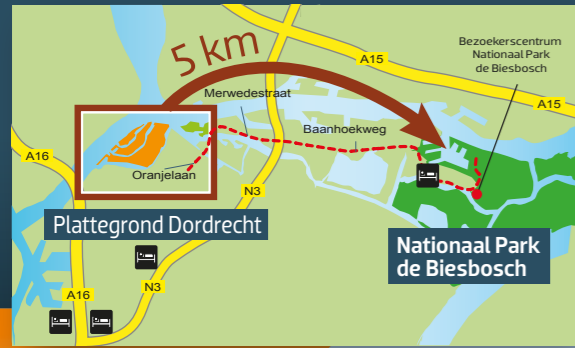 5 km
A15
Bezoekerscentrum
Nationaal Park
de Biesbosch
A15
Merwedestraat
Baanhoekweg
A16
Oranjelaan
N3
Plattegrond Dordrecht
Nationaal Park
de Biesbosch
A16
N3